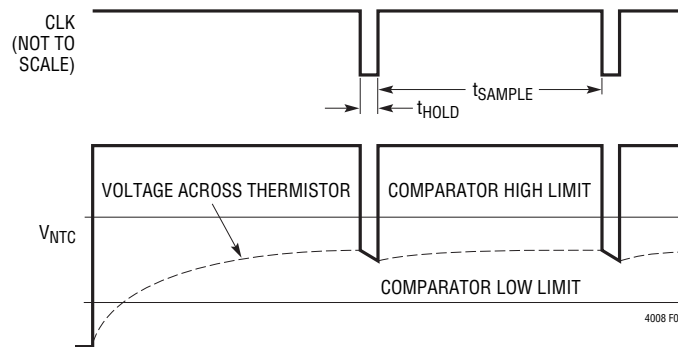 CLK
(NOT TO
SCALE)
tSAMPLE
tHOLD
VOLTAGE ACROSS THERMISTOR
COMPARATOR HIGH LIMIT
VNTC
COMPARATOR LOW LIMIT
4008 F0